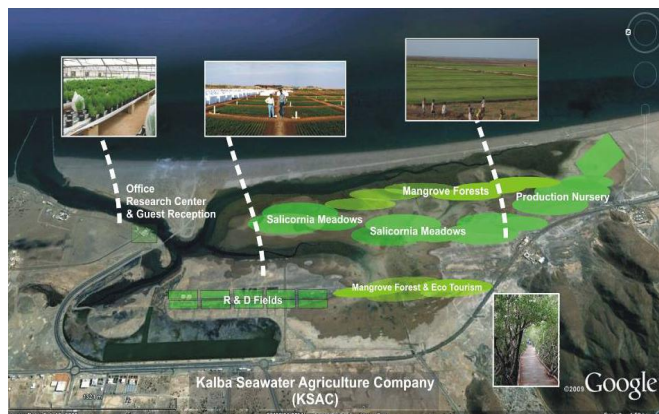 Office
Research Center
& Guest Reception
Mangrove Forests
Production Nursery
Salicornia Meadows
Salicornia Meadows
R & D Fields
Mangrove Forest & Eco Tourism
Kalba Seawater Agriculture Company
(KSAC)
©2009 Google